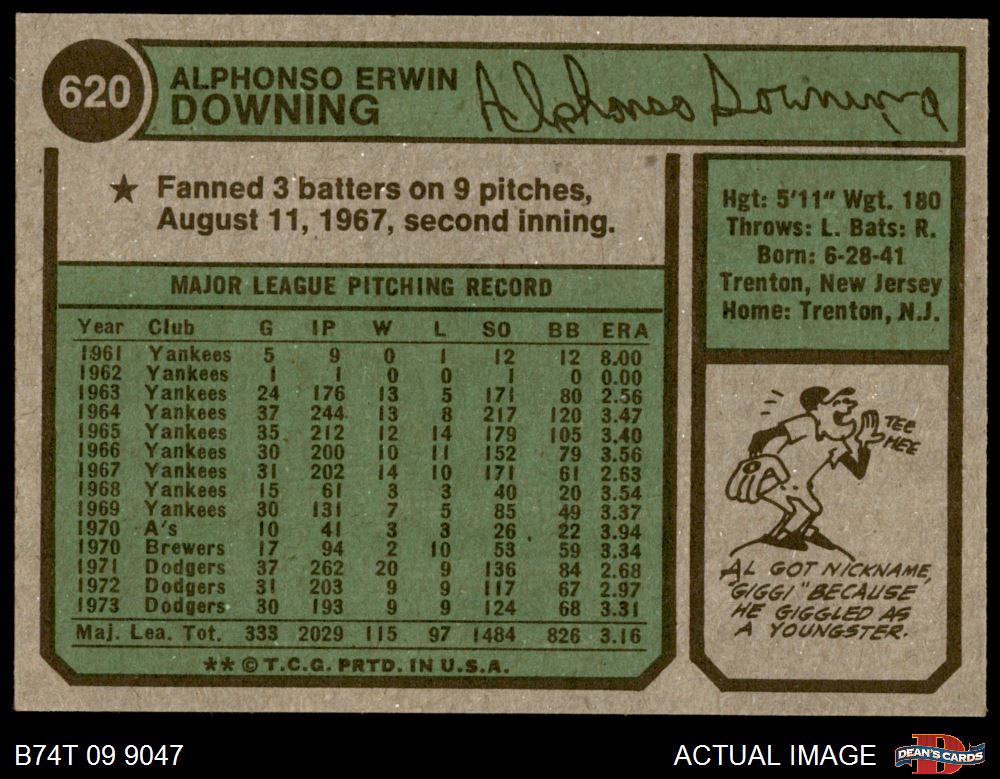 620
ALPHONSO ERWIN
DOWNING
Alphonso Downing
★ Fanned 3 batters on 9 pitches,
August 11, 1967, second inning.
MAJOR LEAGUE PITCHING RECORD
Year Club G IP W L SO BB ERA
1961 Yankees 5 9 0 1 12 12 8.00
1962 Yankees 1 1 0 0 1 0 0.00
1963 Yankees 24 176 13 5 171 80 2.56
1964 Yankees 37 244 13 8 217 120 3.47
1965 Yankees 35 212 12 14 179 105 3.40
1966 Yankees 30 200 10 11 152 79 3.56
1967 Yankees 31 202 14 10 171 61 2.63
1968 Yankees 15 61 3 3 40 20 3.54
1969 Yankees 30 131 7 5 85 49 3.37
1970 A's 10 41 3 3 26 22 3.94
1970 Brewers 17 94 2 10 53 59 3.34
1971 Dodgers 37 262 20 9 136 84 2.68
1972 Dodgers 31 203 9 9 117 67 2.97
1973 Dodgers 30 193 9 9 124 68 3.31
Maj. Lea. Tot. 333 2029 115 97 1484 826 3.16
** © T.C.G. PRTD. IN U.S.A.
Hgt: 5'11" Wgt. 180
Throws: L. Bats: R.
Born: 6-28-41
Trenton, New Jersey
Home: Trenton, N.J.
TEE
HEE
AL GOT NICKNAME,
"GIGGI" BECAUSE
HE GIGGLED AS
A YOUNGSTER.
B74T 09 9047
ACTUAL IMAGE
DEAN'S CARDS